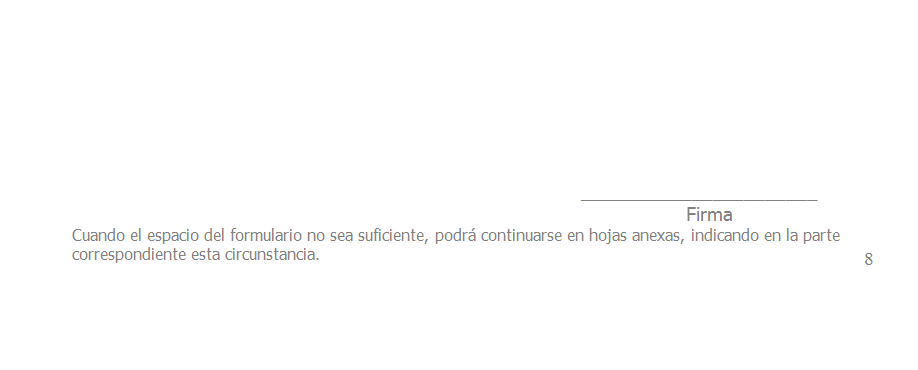 Firma
Cuando el espacio del formulario no sea suficiente, podrá continuarse en hojas anexas, indicando en la parte
correspondiente esta circunstancia.
8